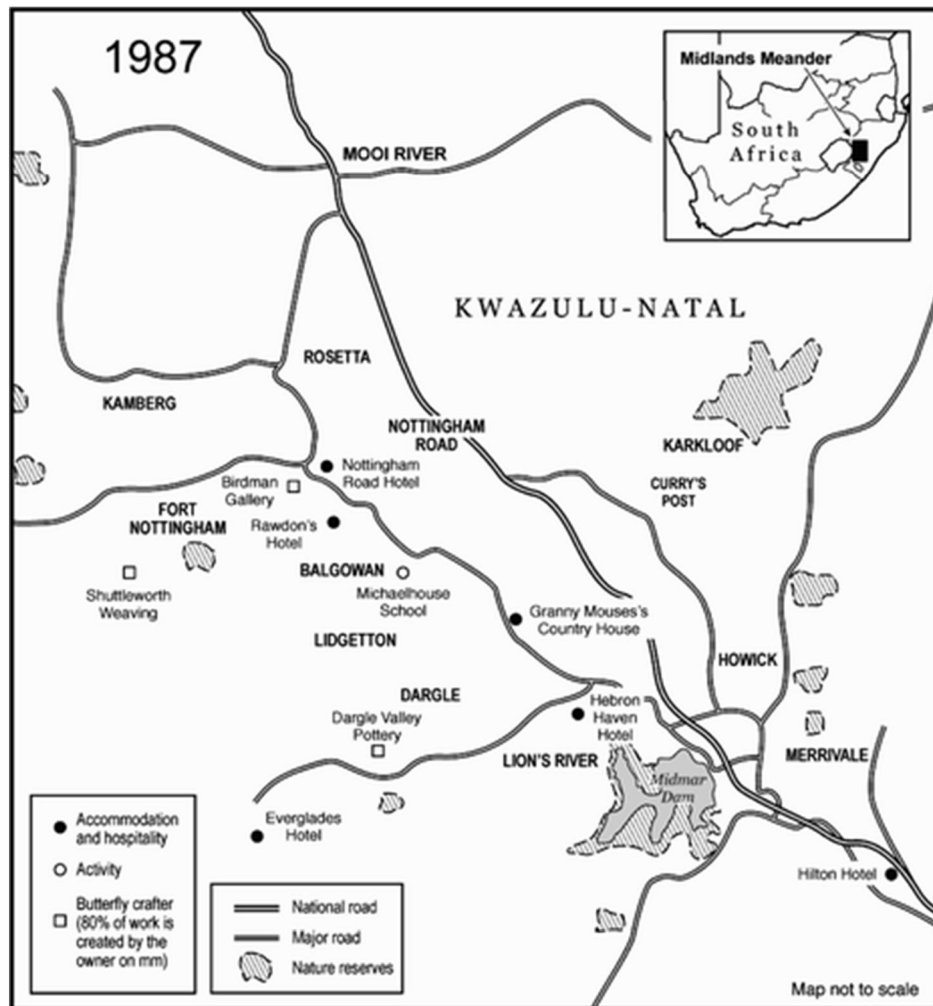 1987
Midlands Meander
South
Africa
MOOI RIVER
KWAZULU-NATAL
ROSETTA
KAMBERG
NOTTINGHAM
ROAD
KARKLOOF
Nottingham
Road Hotel
Birdman
Gallery
CURRY'S
POST
FORT
NOTTINGHAM
Rawdon's
Hotel
BALGOWAN
Michaelhouse
School
Shuttleworth
Weaving
Granny Mouses's
Country House
LIDGETTON
HOWICK
DARGLE
Hebron
Haven
Hotel
Dargle Valley
Pottery
LION'S RIVER
MERRIVALE
Midmar
Dam
Everglades
Hotel
Hilton Hotel
Accommodation
and hospitality
Activity
Butterfly crafter
(80% of work is
created by the
owner on mm)
National road
Major road
Nature reserves
Map not to scale